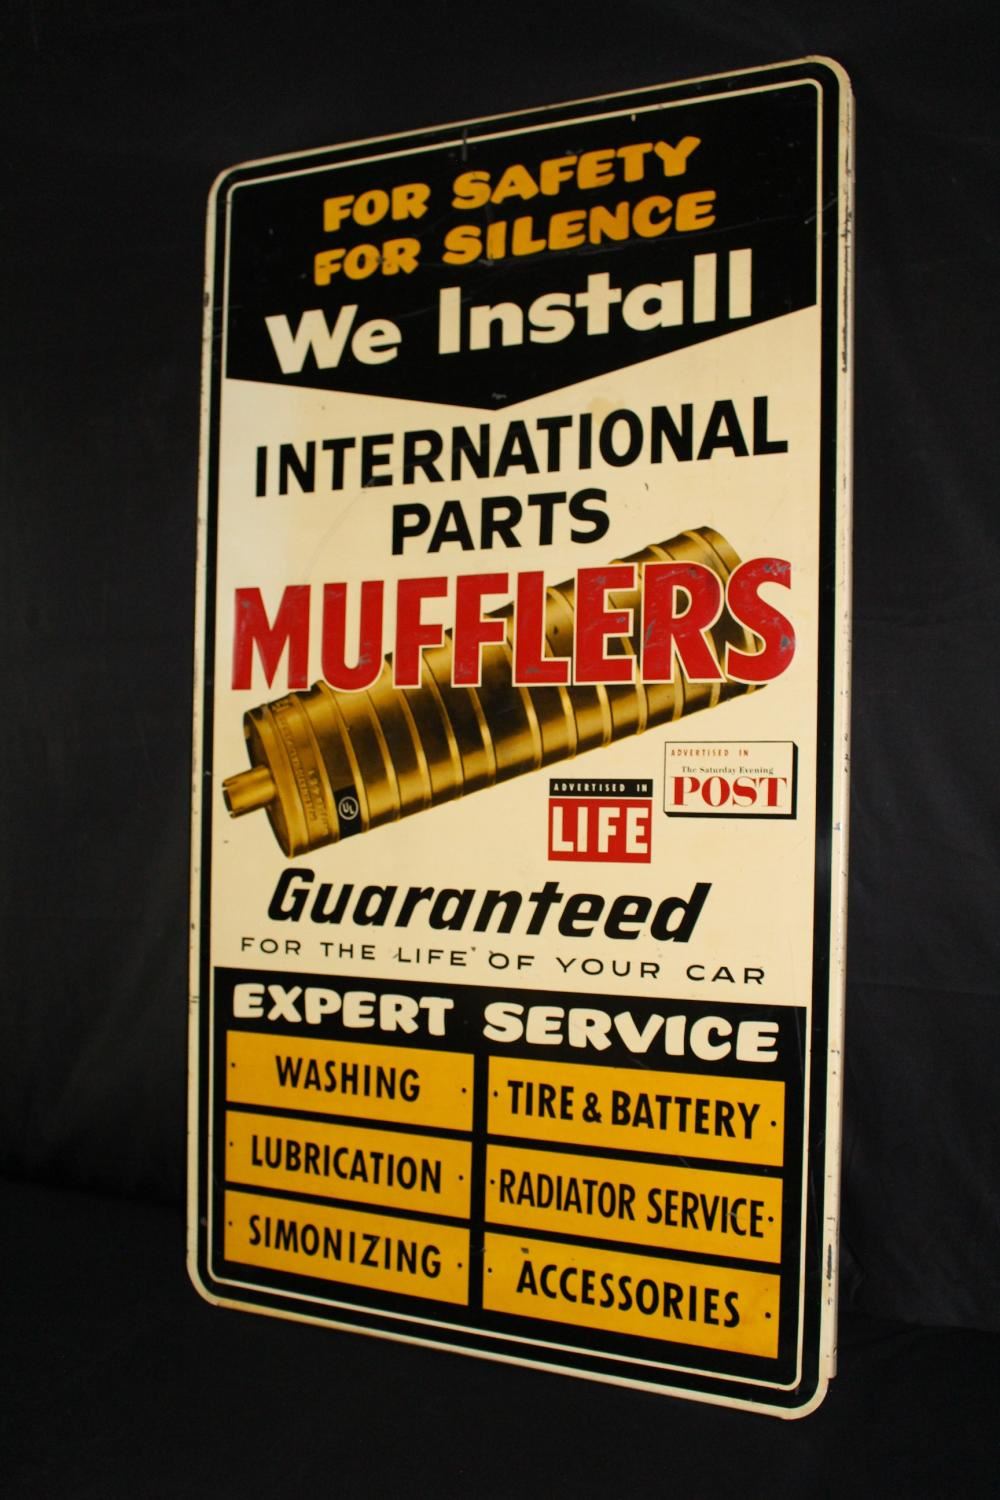 FOR SAFETY
FOR SILENCE
We Install
INTERNATIONAL
PARTS
MUFFLERS
UL
ADVERTISED IN
The Saturday Evening
POST
ADVERTISED IN
LIFE
Guaranteed
FOR THE LIFE OF YOUR CAR
EXPERT SERVICE
WASHING
TIRE & BATTERY
LUBRICATION
RADIATOR SERVICE
SIMONIZING
ACCESSORIES